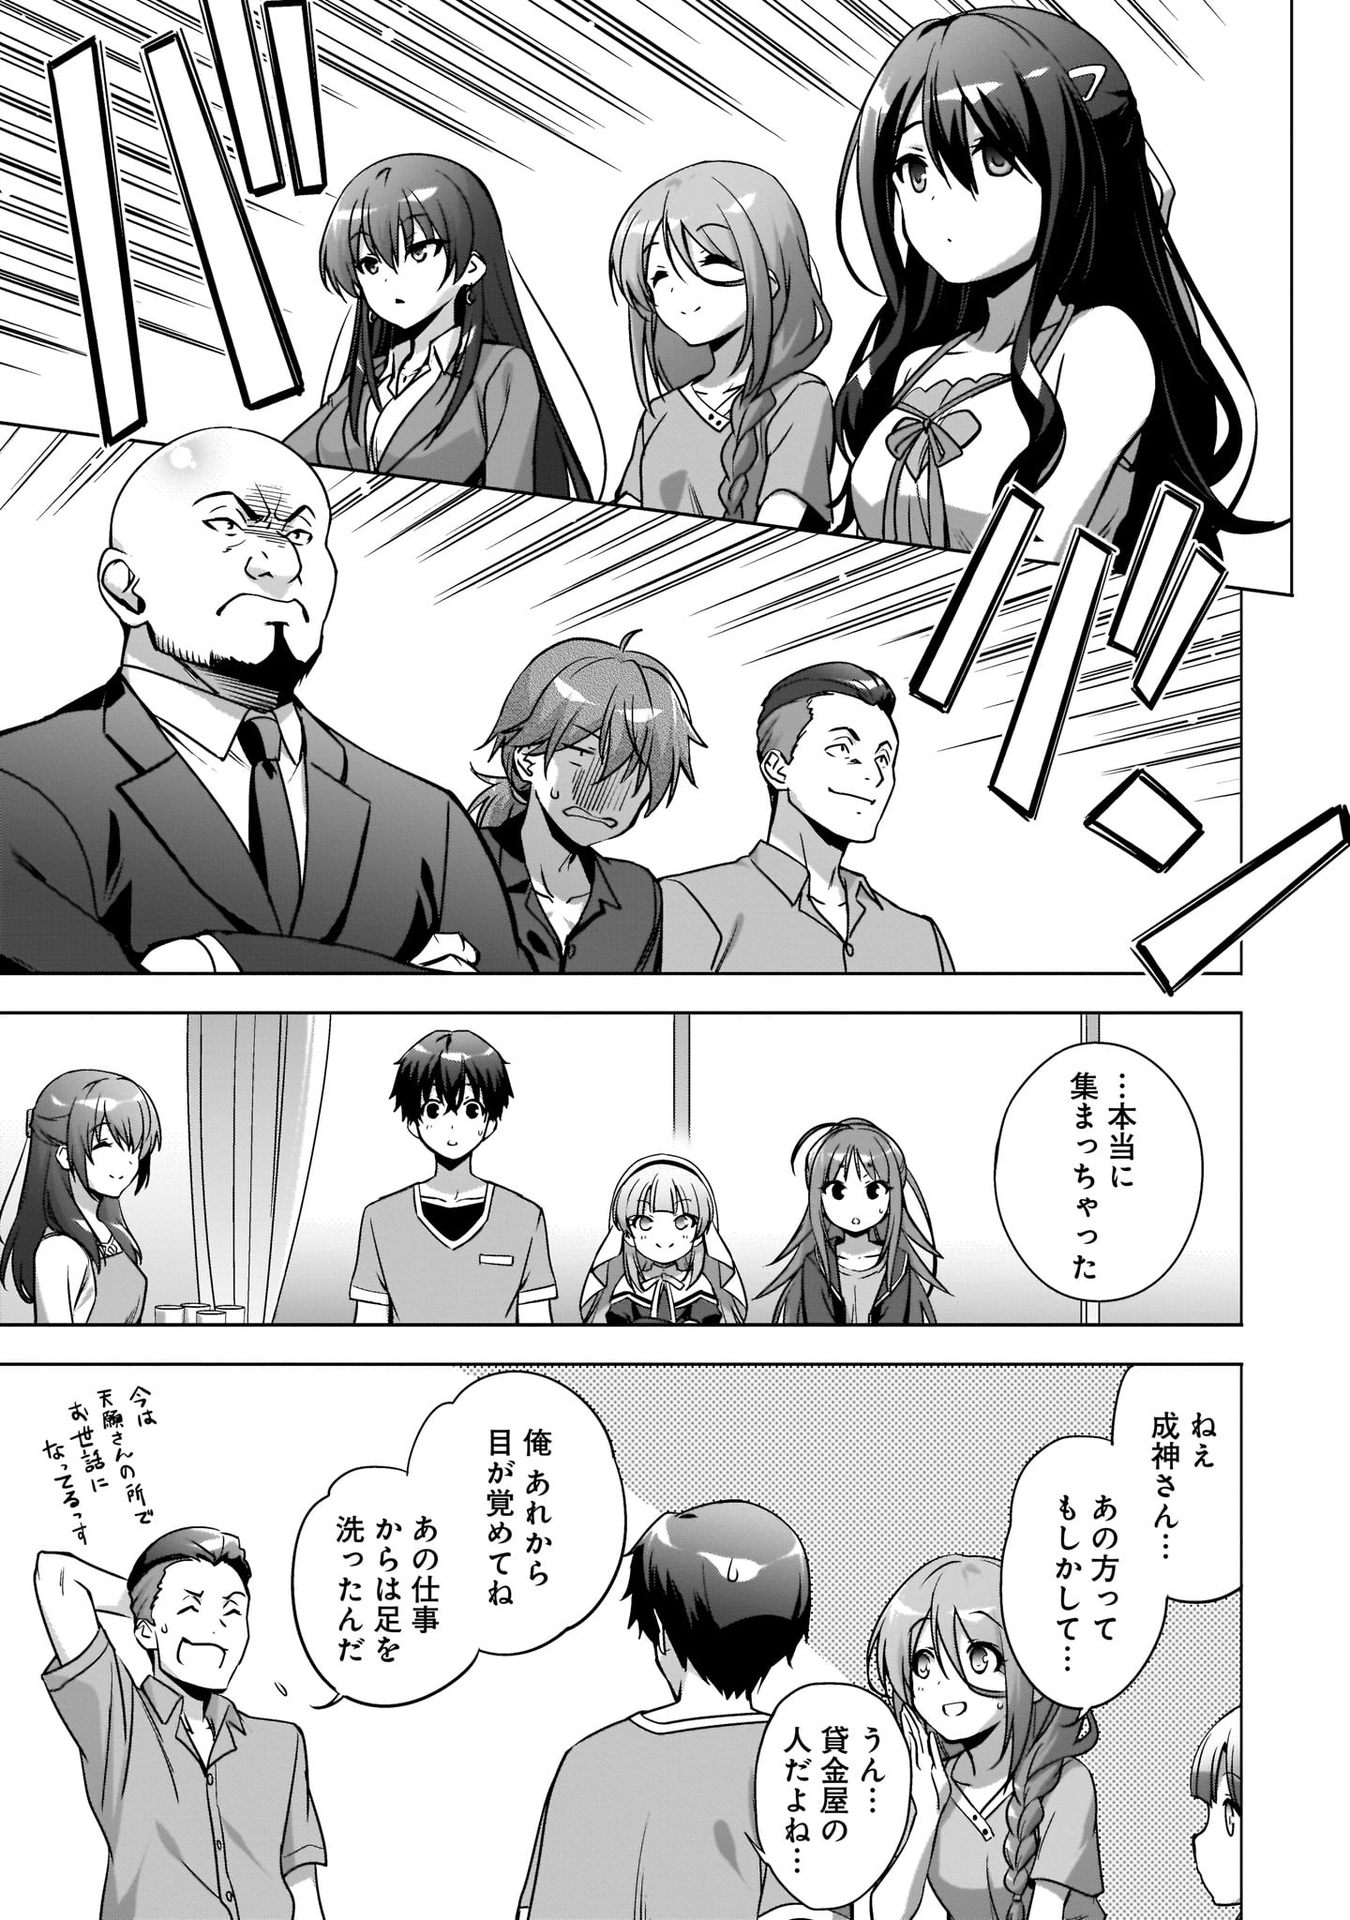 バババーン
…本当に
集まっちゃった
ねえ
成神さん…
あの方って
もしかして…
うん…
貸金屋の
人だよね…
俺 あれから
目が覚めてね
あの仕事
からは足を
洗ったんだ
今は
天願さんの所で
お世話に
なってるっす